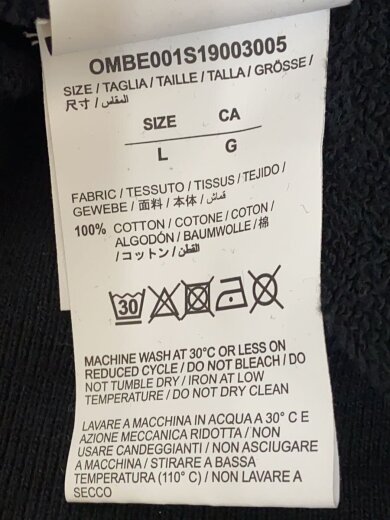 OMBE001S19003005
SIZE / TAGLIA / TAILLE / TALLA / GRÖSSE /
尺寸 / المقاس /
SIZE CA
L G
FABRIC / TESSUTO / TISSUS / TEJIDO /
GEWEBE / 面料 / 本体 / قماش /
100% COTTON / COTONE / COTON /
ALGODÓN / BAUMWOLLE / 棉
/ コットン / القطن /
30
MACHINE WASH AT 30°C OR LESS ON
REDUCED CYCLE / DO NOT BLEACH / DO
NOT TUMBLE DRY / IRON AT LOW
TEMPERATURE / DO NOT DRY CLEAN
LAVARE A MACCHINA IN ACQUA A 30° C E
AZIONE MECCANICA RIDOTTA / NON
USARE CANDEGGIANTI / NON ASCIUGARE
A MACCHINA / STIRARE A BASSA
TEMPERATURA (110° C) / NON LAVARE A
SECCO